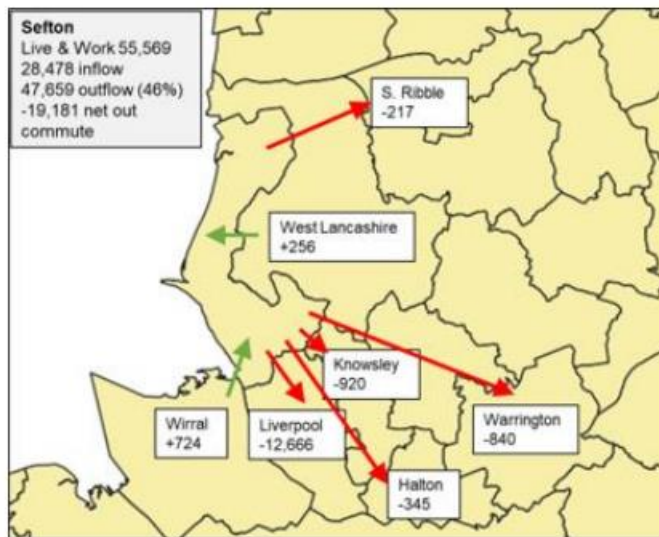 Sefton
Live & Work 55,569
28,478 inflow
47,659 outflow (46%)
-19,181 net out
commute
S. Ribble
-217
West Lancashire
+256
Knowsley
-920
Wirral
+724
Liverpool
-12,666
Warrington
-840
Halton
-345